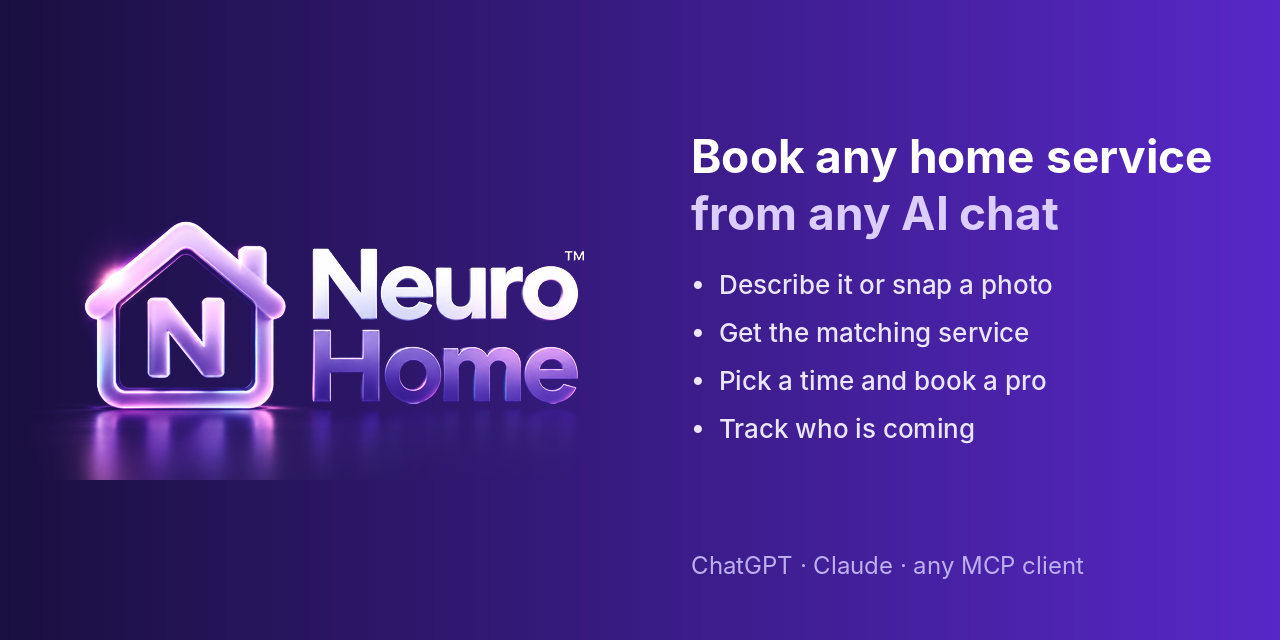 N
Neuro™
Home
Book any home service
from any AI chat
• Describe it or snap a photo
• Get the matching service
• Pick a time and book a pro
• Track who is coming
ChatGPT · Claude · any MCP client